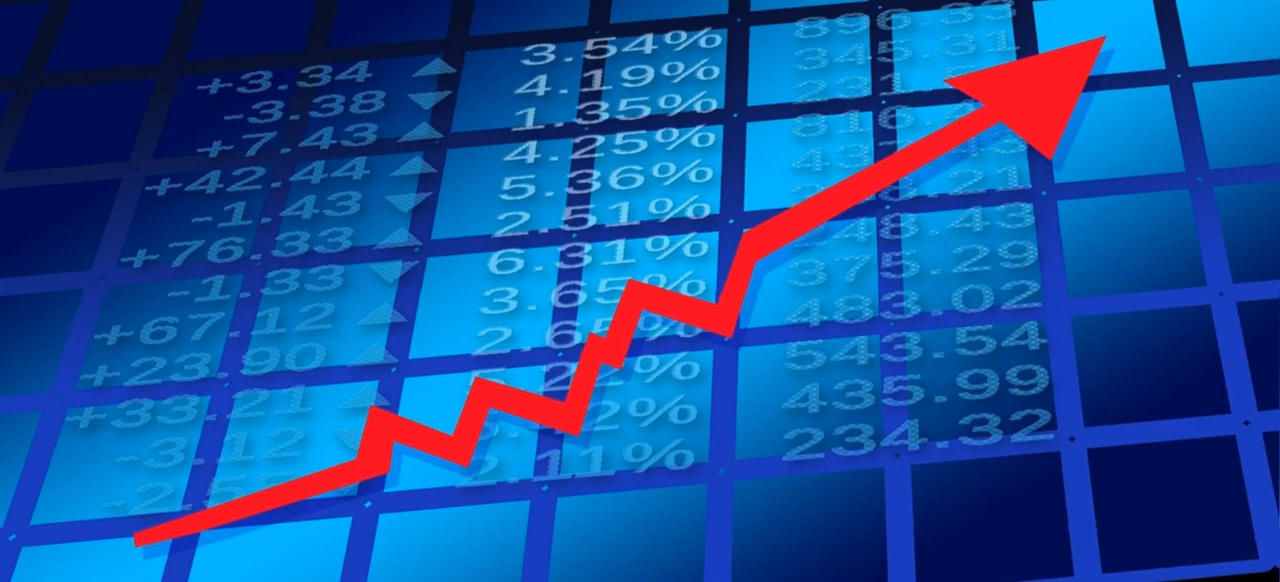 +3.34 ▲ 3.54% 896.33
-3.38 ▼ 4.19% 345.31
+7.43 ▲ 1.35%
+42.44 ▲ 4.25%
-1.43 ▼ 5.36%
+76.33 ▲ 2.51%
-1.33 ▼ 6.31%
+67.12 ▲ 3.65% 375.29
+23.90 ▲ 483.02
+33.21 ▲ 543.54
-3.12 ▼ 435.99
2.11% 234.32